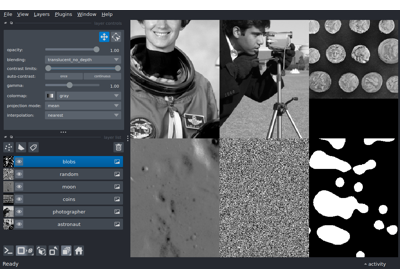 File View Layers Plugins Window Help
opacity: 1.00
blending: translucent_no_depth
contrast limits:
auto-contrast: once continuous
gamma: 1.00
colormap: gray
projection mode: mean
interpolation: nearest
blobs
random
moon
coins
photographer
astronaut
Ready
activity